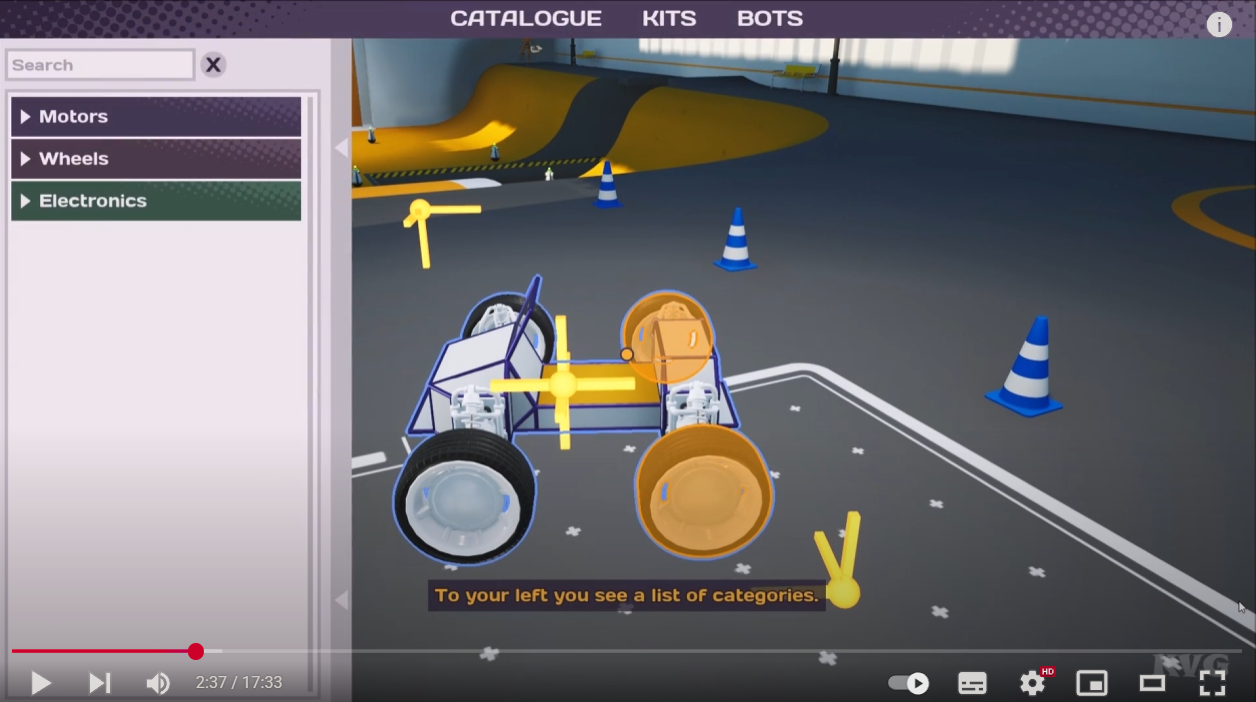 CATALOGUE KITS BOTS
Search X
Motors
Wheels
Electronics
To your left you see a list of categories.
2:37 / 17:33
HD
KVG